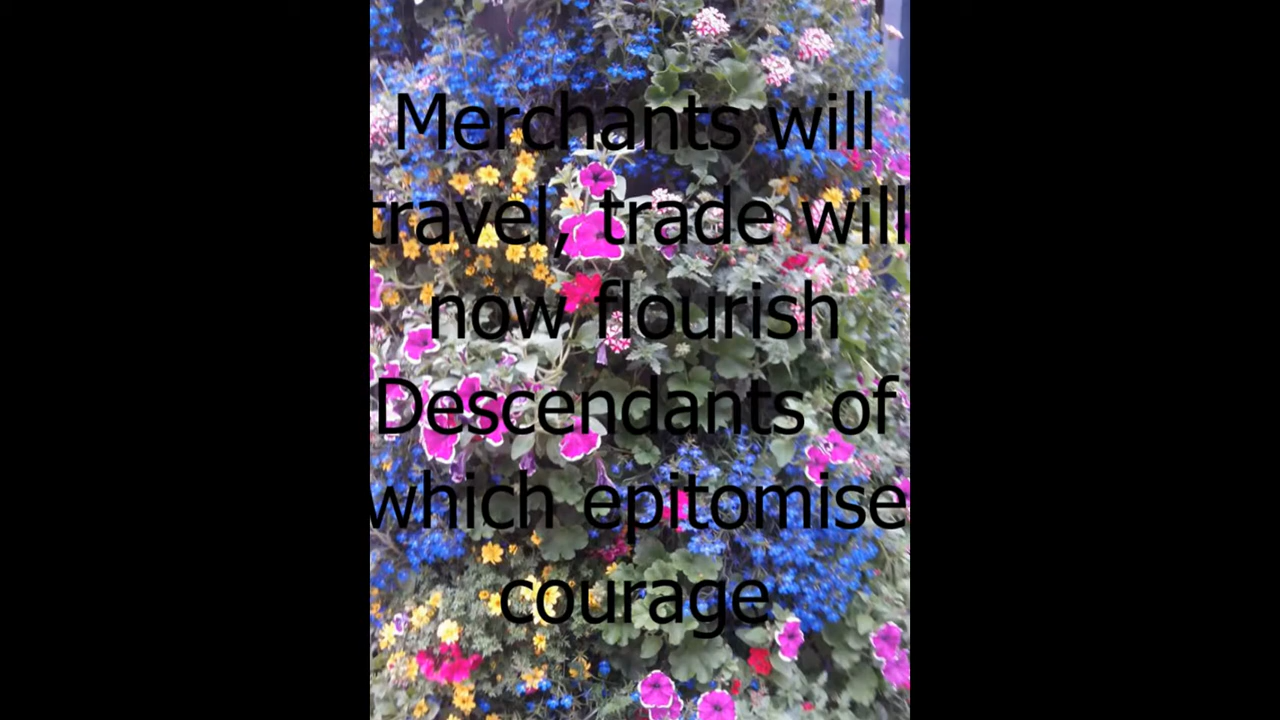 Merchants will
travel, trade will
now flourish
Descendants of
which epitomise
courage